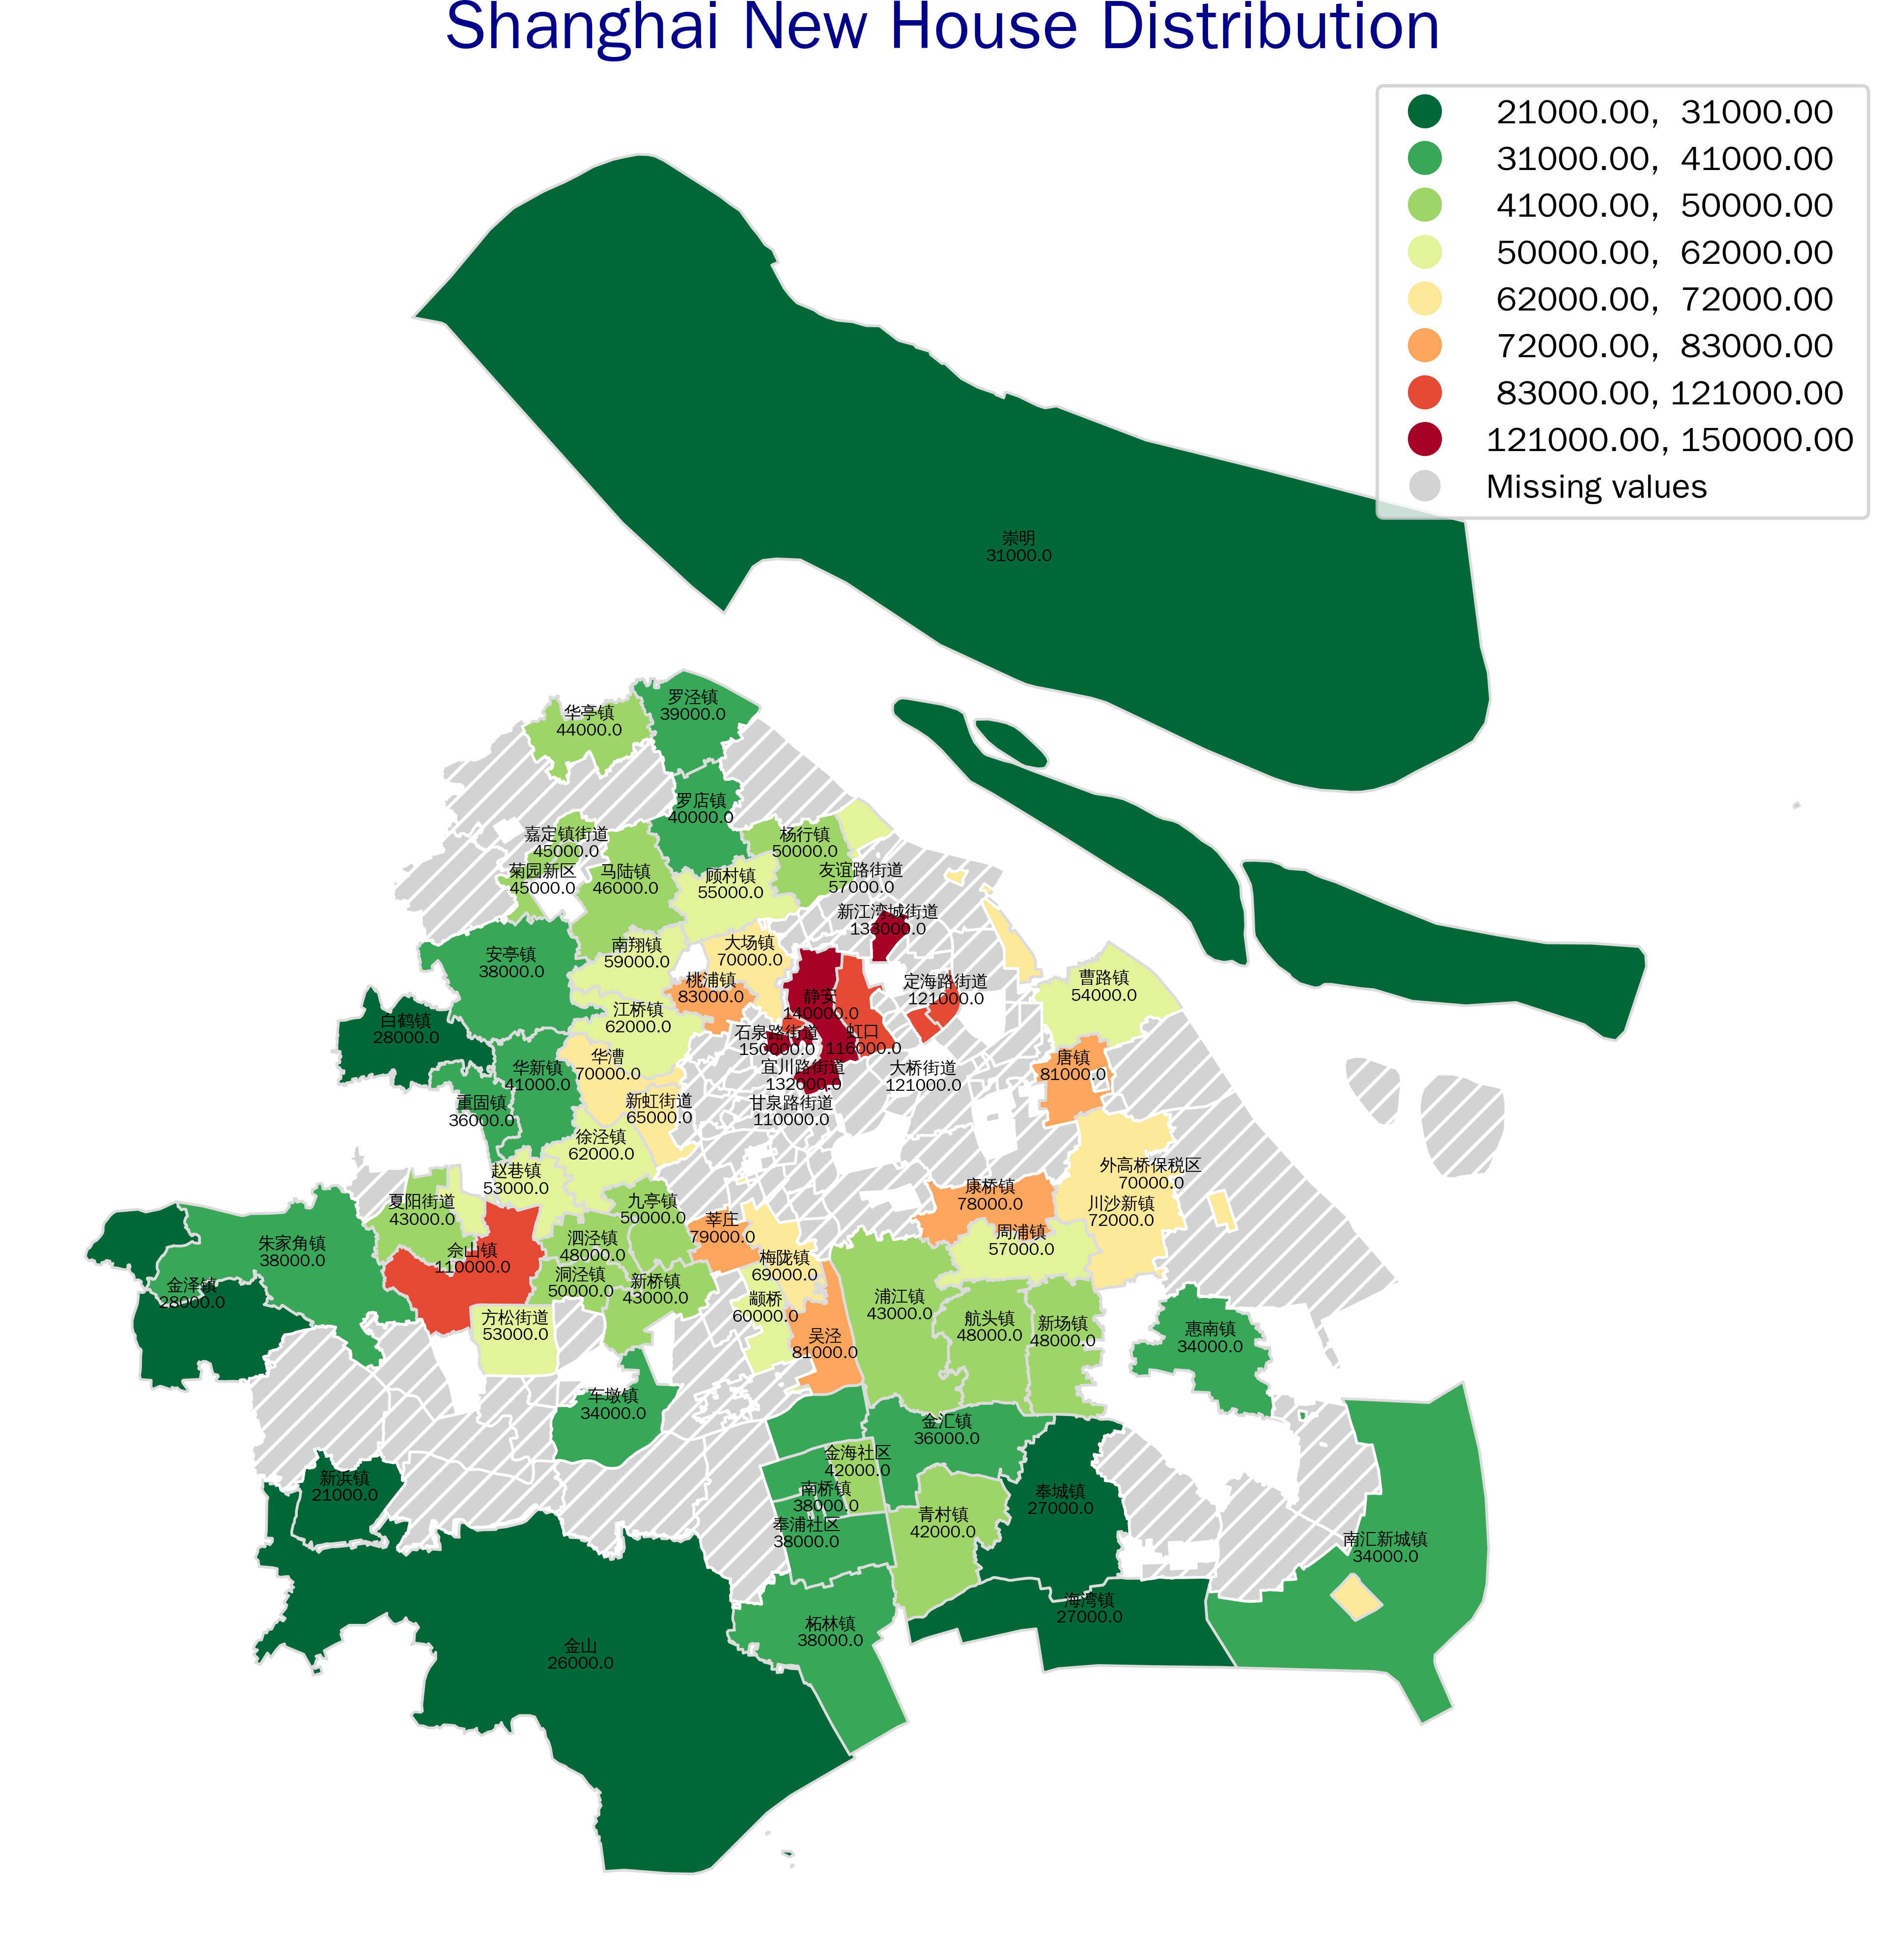 Shanghai New House Distribution
21000.00, 31000.00
31000.00, 41000.00
41000.00, 50000.00
50000.00, 62000.00
62000.00, 72000.00
72000.00, 83000.00
83000.00, 121000.00
121000.00, 150000.00
Missing values
崇明
31000.0
罗泾镇
39000.0
华亭镇
44000.0
罗店镇
40000.0
嘉定镇街道
45000.0
杨行镇
50000.0
菊园新区
45000.0
马陆镇
46000.0
顾村镇
55000.0
友谊路街道
57000.0
新江湾城街道
133000.0
安亭镇
38000.0
南翔镇
59000.0
大场镇
70000.0
桃浦镇
83000.0
定海路街道
121000.0
曹路镇
54000.0
静安
140000.0
白鹤镇
28000.0
江桥镇
62000.0
石泉路街道
150000.0
虹口
116000.0
华新镇
41000.0
华漕
70000.0
宜川路街道
132000.0
大桥街道
121000.0
唐镇
81000.0
重固镇
36000.0
新虹街道
65000.0
甘泉路街道
110000.0
徐泾镇
62000.0
赵巷镇
53000.0
外高桥保税区
70000.0
夏阳街道
43000.0
九亭镇
50000.0
康桥镇
78000.0
川沙新镇
72000.0
朱家角镇
38000.0
佘山镇
110000.0
泗泾镇
48000.0
莘庄
79000.0
周浦镇
57000.0
梅陇镇
69000.0
金泽镇
28000.0
洞泾镇
50000.0
新桥镇
43000.0
颛桥
60000.0
浦江镇
43000.0
方松街道
53000.0
吴泾
81000.0
航头镇
48000.0
新场镇
48000.0
惠南镇
34000.0
车墩镇
34000.0
金汇镇
36000.0
金海社区
42000.0
新浜镇
21000.0
南桥镇
38000.0
奉城镇
27000.0
青村镇
42000.0
奉浦社区
38000.0
南汇新城镇
34000.0
海湾镇
27000.0
柘林镇
38000.0
金山
26000.0